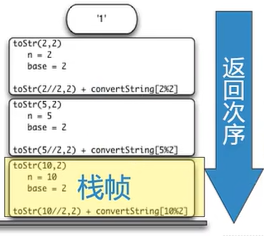 '1'
toStr(2,2)
n = 2
base = 2
toStr(2//2,2) + convertString[2%2]
toStr(5,2)
n = 5
base = 2
toStr(5//2,2) + convertString[5%2]
toStr(10,2)
n = 10
base = 2
toStr(10//2,2) + convertString[10%2]
栈帧
返回次序